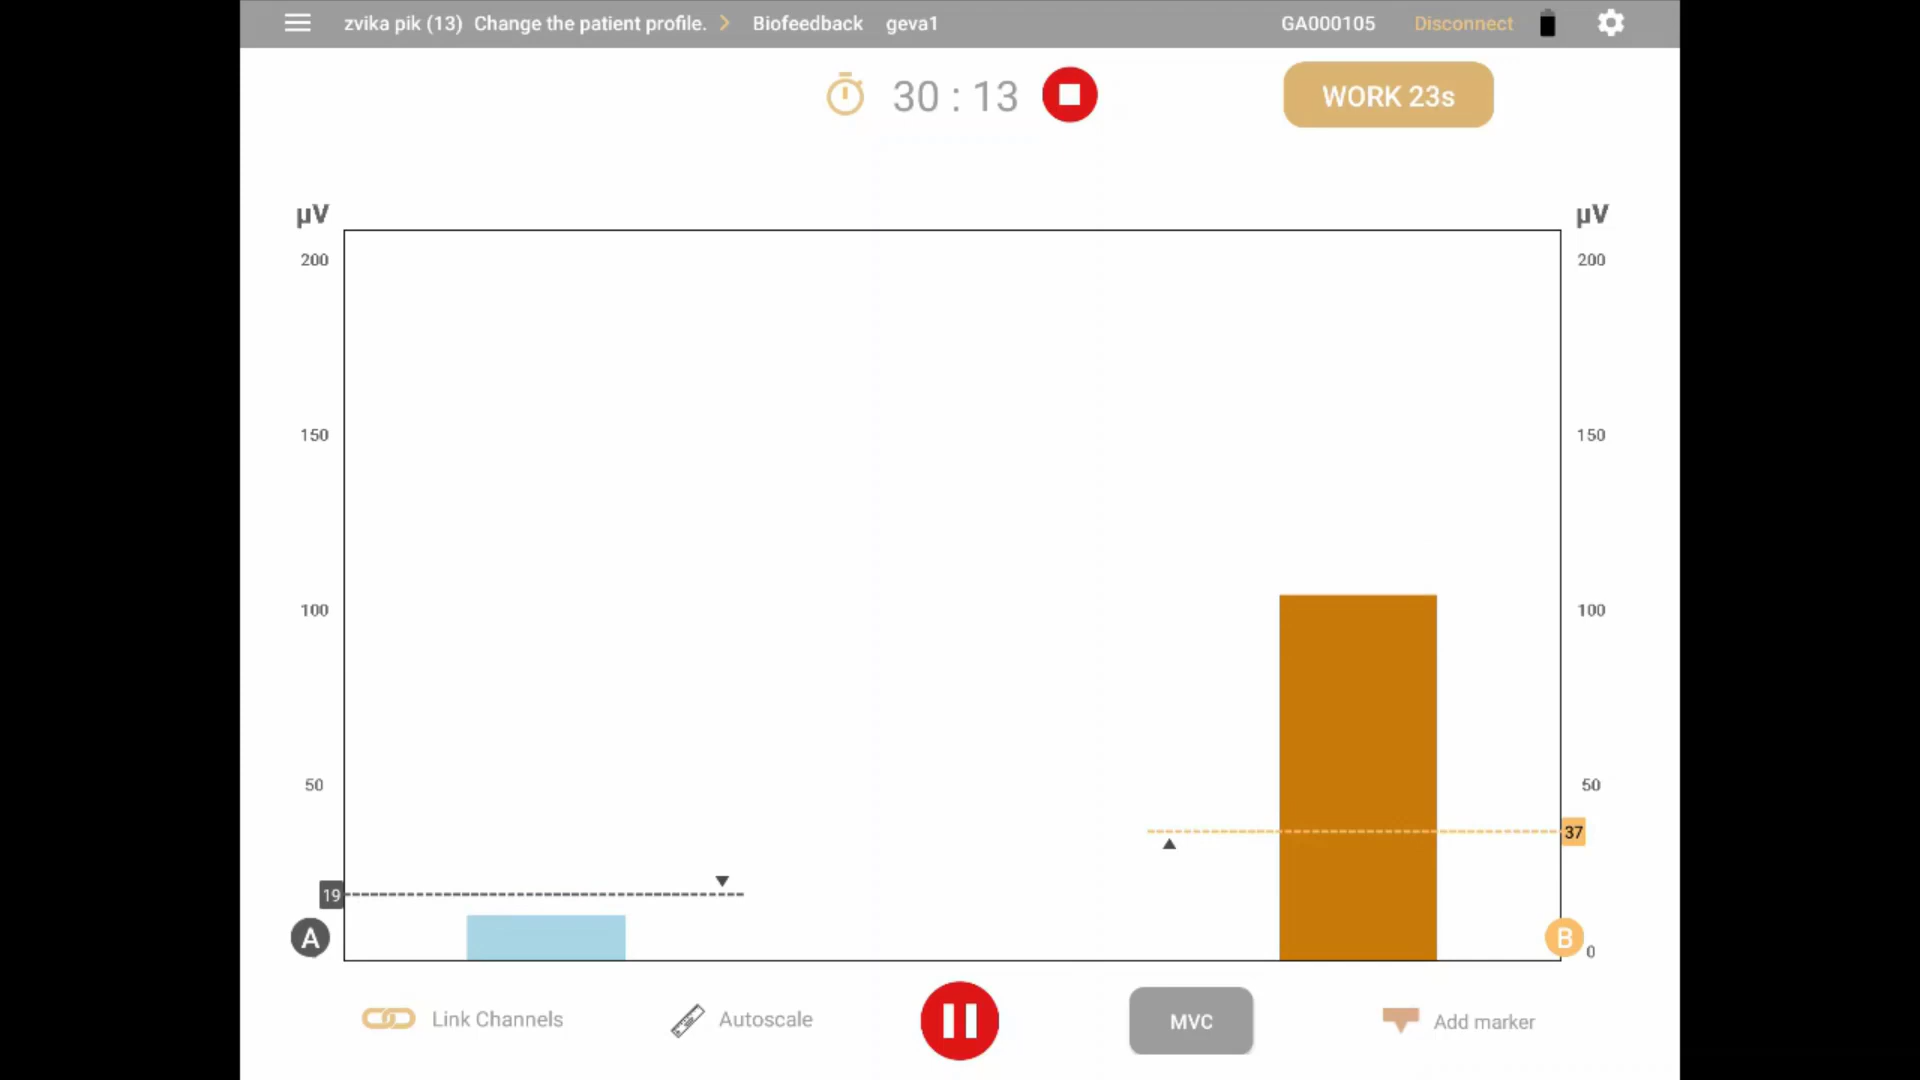 zvika pik (13) Change the patient profile. > Biofeedback geva1 GA000105 Disconnect
30 : 13 WORK 23s
µV µV
200 200
150 150
100 100
50 50
37
19
A B 0
Link Channels Autoscale MVC Add marker